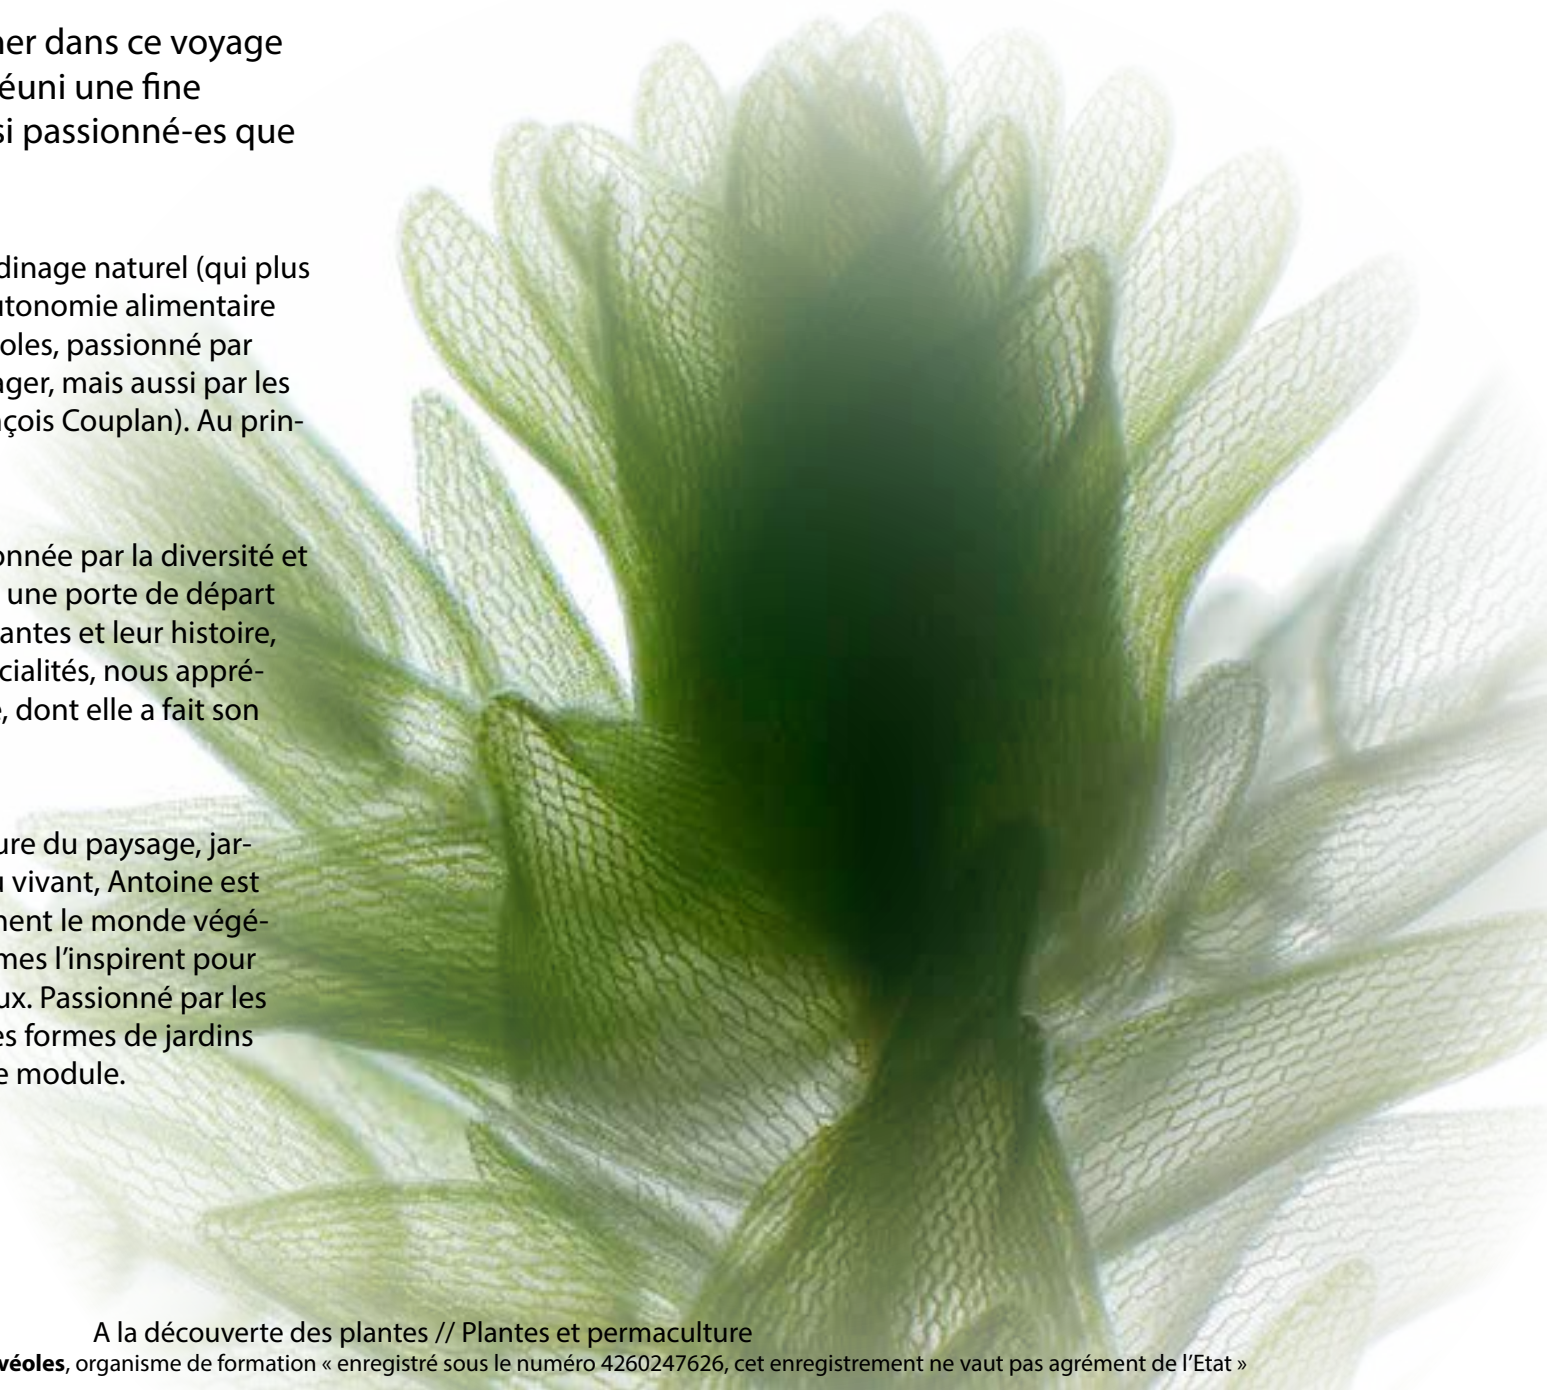 ner dans ce voyage
éuni une fine
si passionné-es que
dinage naturel (qui plus
utonomie alimentaire
oles, passionné par
ager, mais aussi par les
nçois Couplan). Au prin-
onnée par la diversité et
une porte de départ
antes et leur histoire,
cialités, nous appré-
e, dont elle a fait son
ure du paysage, jar-
u vivant, Antoine est
ment le monde végé-
mes l'inspirent pour
ux. Passionné par les
es formes de jardins
e module.
A la découverte des plantes // Plantes et permaculture
véoles, organisme de formation « enregistré sous le numéro 4260247626, cet enregistrement ne vaut pas agrément de l'Etat »